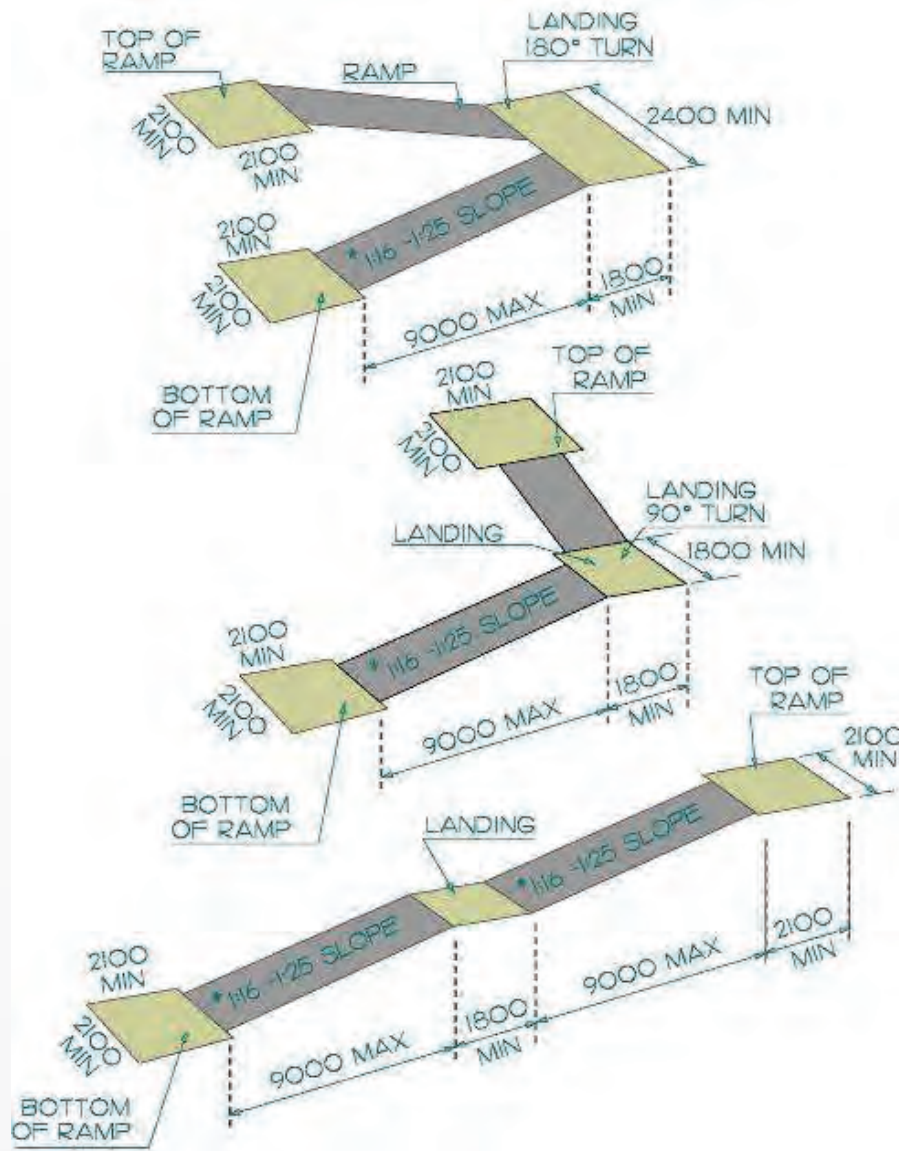 TOP OF
RAMP
RAMP
LANDING
180° TURN
2400 MIN
2100
MIN
2100
MIN
* 1:16 -1:25 SLOPE
2100
MIN
2100
MIN
9000 MAX
1800
MIN
BOTTOM
OF RAMP
2100
MIN
TOP OF
RAMP
2100
MIN
LANDING
LANDING
90° TURN
1800 MIN
* 1:16 -1:25 SLOPE
2100
MIN
2100
MIN
9000 MAX
1800
MIN
BOTTOM
OF RAMP
TOP OF
RAMP
2100
MIN
LANDING
* 1:16 -1:25 SLOPE
* 1:16 -1:25 SLOPE
2100
MIN
2100
MIN
9000 MAX
1800
MIN
9000 MAX
2100
MIN
BOTTOM
OF RAMP